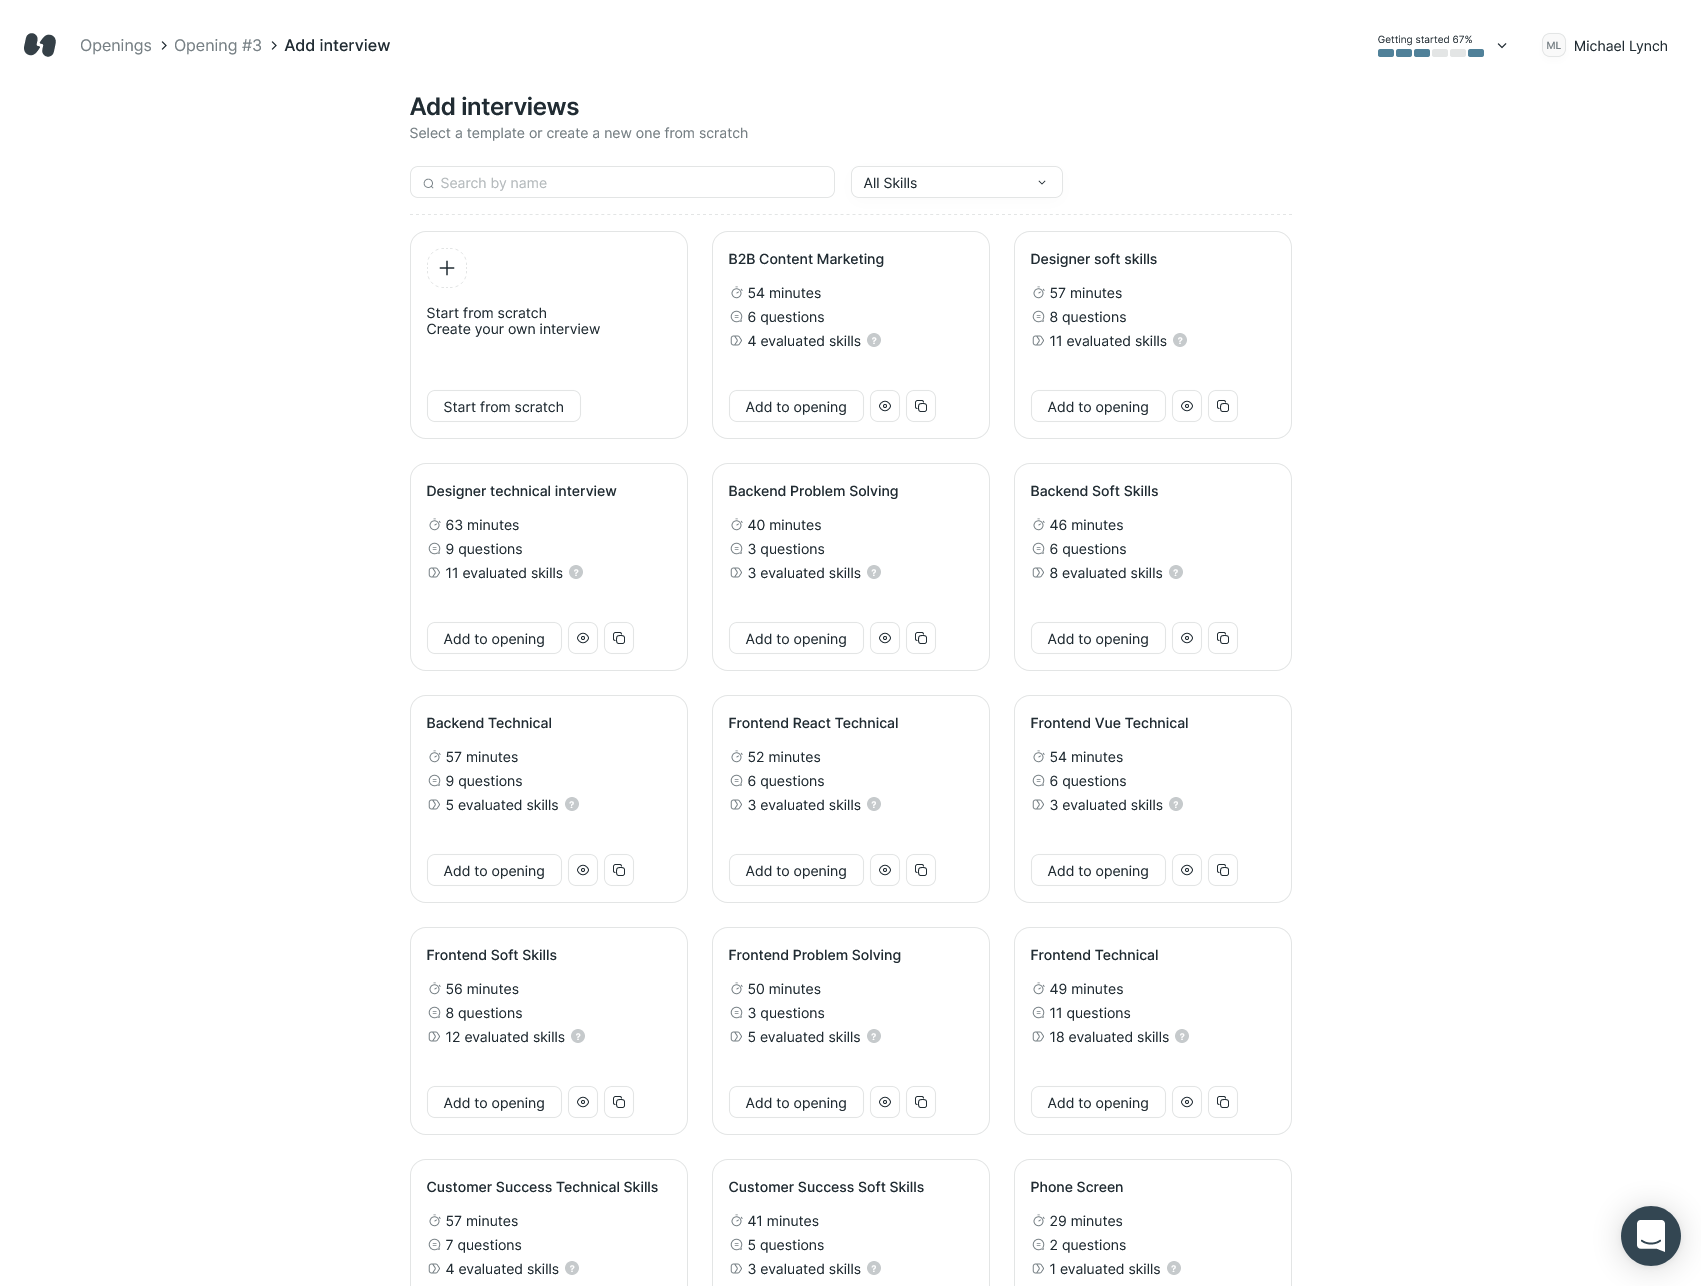 Openings
Opening #3
Add interview
Getting started 67%
ML
Michael Lynch
Add interviews
Select a template or create a new one from scratch
Search by name
All Skills
Start from scratch
Create your own interview
Start from scratch
B2B Content Marketing
54 minutes
6 questions
4 evaluated skills
Add to opening
Designer soft skills
57 minutes
8 questions
11 evaluated skills
Add to opening
Designer technical interview
63 minutes
9 questions
11 evaluated skills
Add to opening
Backend Problem Solving
40 minutes
3 questions
3 evaluated skills
Add to opening
Backend Soft Skills
46 minutes
6 questions
8 evaluated skills
Add to opening
Backend Technical
57 minutes
9 questions
5 evaluated skills
Add to opening
Frontend React Technical
52 minutes
6 questions
3 evaluated skills
Add to opening
Frontend Vue Technical
54 minutes
6 questions
3 evaluated skills
Add to opening
Frontend Soft Skills
56 minutes
8 questions
12 evaluated skills
Add to opening
Frontend Problem Solving
50 minutes
3 questions
5 evaluated skills
Add to opening
Frontend Technical
49 minutes
11 questions
18 evaluated skills
Add to opening
Customer Success Technical Skills
57 minutes
7 questions
4 evaluated skills
Customer Success Soft Skills
41 minutes
5 questions
3 evaluated skills
Phone Screen
29 minutes
2 questions
1 evaluated skills